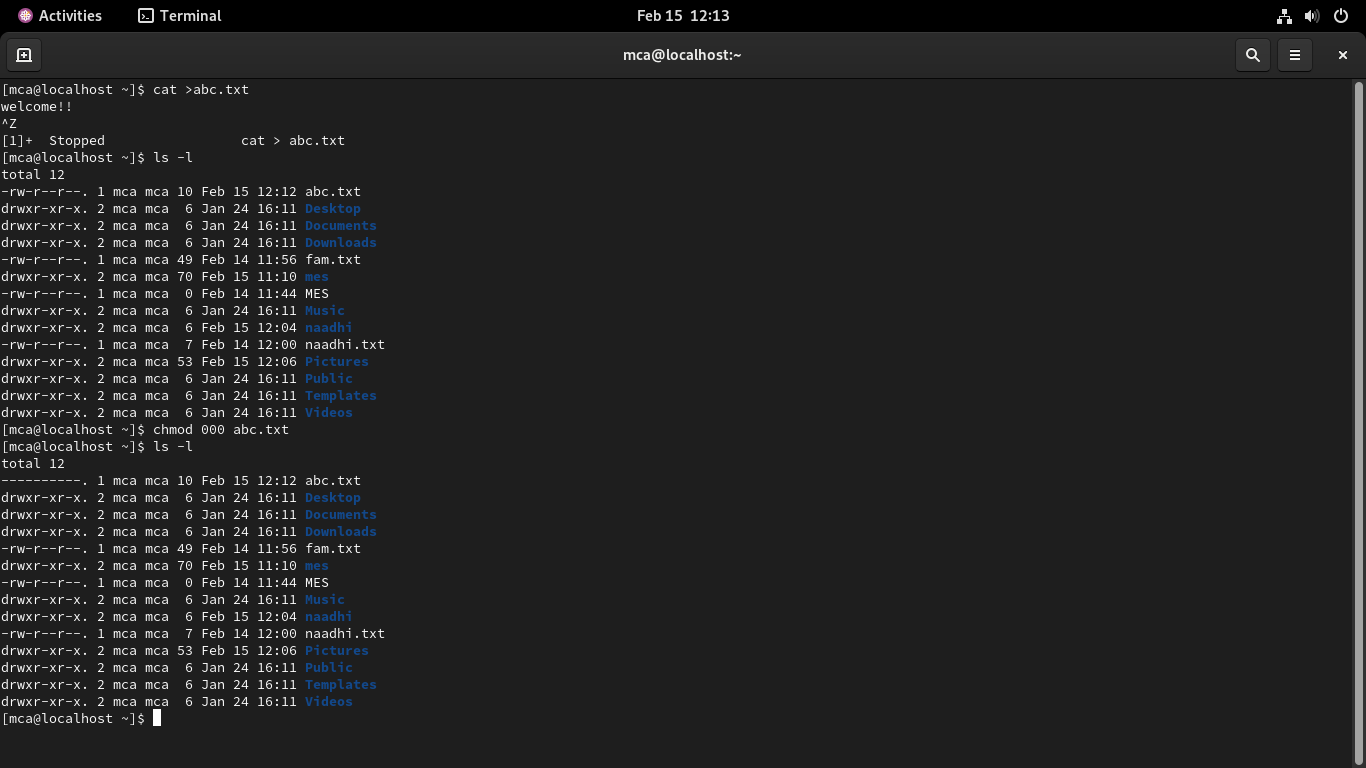 Activities Terminal Feb 15 12:13
mca@localhost:~
[mca@localhost ~]$ cat >abc.txt
welcome!!
^Z
[1]+  Stopped                 cat > abc.txt
[mca@localhost ~]$ ls -l
total 12
-rw-r--r--. 1 mca mca 10 Feb 15 12:12 abc.txt
drwxr-xr-x. 2 mca mca  6 Jan 24 16:11 Desktop
drwxr-xr-x. 2 mca mca  6 Jan 24 16:11 Documents
drwxr-xr-x. 2 mca mca  6 Jan 24 16:11 Downloads
-rw-r--r--. 1 mca mca 49 Feb 14 11:56 fam.txt
drwxr-xr-x. 2 mca mca 70 Feb 15 11:10 mes
-rw-r--r--. 1 mca mca  0 Feb 14 11:44 MES
drwxr-xr-x. 2 mca mca  6 Jan 24 16:11 Music
drwxr-xr-x. 2 mca mca  6 Feb 15 12:04 naadhi
-rw-r--r--. 1 mca mca  7 Feb 14 12:00 naadhi.txt
drwxr-xr-x. 2 mca mca 53 Feb 15 12:06 Pictures
drwxr-xr-x. 2 mca mca  6 Jan 24 16:11 Public
drwxr-xr-x. 2 mca mca  6 Jan 24 16:11 Templates
drwxr-xr-x. 2 mca mca  6 Jan 24 16:11 Videos
[mca@localhost ~]$ chmod 000 abc.txt
[mca@localhost ~]$ ls -l
total 12
----------. 1 mca mca 10 Feb 15 12:12 abc.txt
drwxr-xr-x. 2 mca mca  6 Jan 24 16:11 Desktop
drwxr-xr-x. 2 mca mca  6 Jan 24 16:11 Documents
drwxr-xr-x. 2 mca mca  6 Jan 24 16:11 Downloads
-rw-r--r--. 1 mca mca 49 Feb 14 11:56 fam.txt
drwxr-xr-x. 2 mca mca 70 Feb 15 11:10 mes
-rw-r--r--. 1 mca mca  0 Feb 14 11:44 MES
drwxr-xr-x. 2 mca mca  6 Jan 24 16:11 Music
drwxr-xr-x. 2 mca mca  6 Feb 15 12:04 naadhi
-rw-r--r--. 1 mca mca  7 Feb 14 12:00 naadhi.txt
drwxr-xr-x. 2 mca mca 53 Feb 15 12:06 Pictures
drwxr-xr-x. 2 mca mca  6 Jan 24 16:11 Public
drwxr-xr-x. 2 mca mca  6 Jan 24 16:11 Templates
drwxr-xr-x. 2 mca mca  6 Jan 24 16:11 Videos
[mca@localhost ~]$